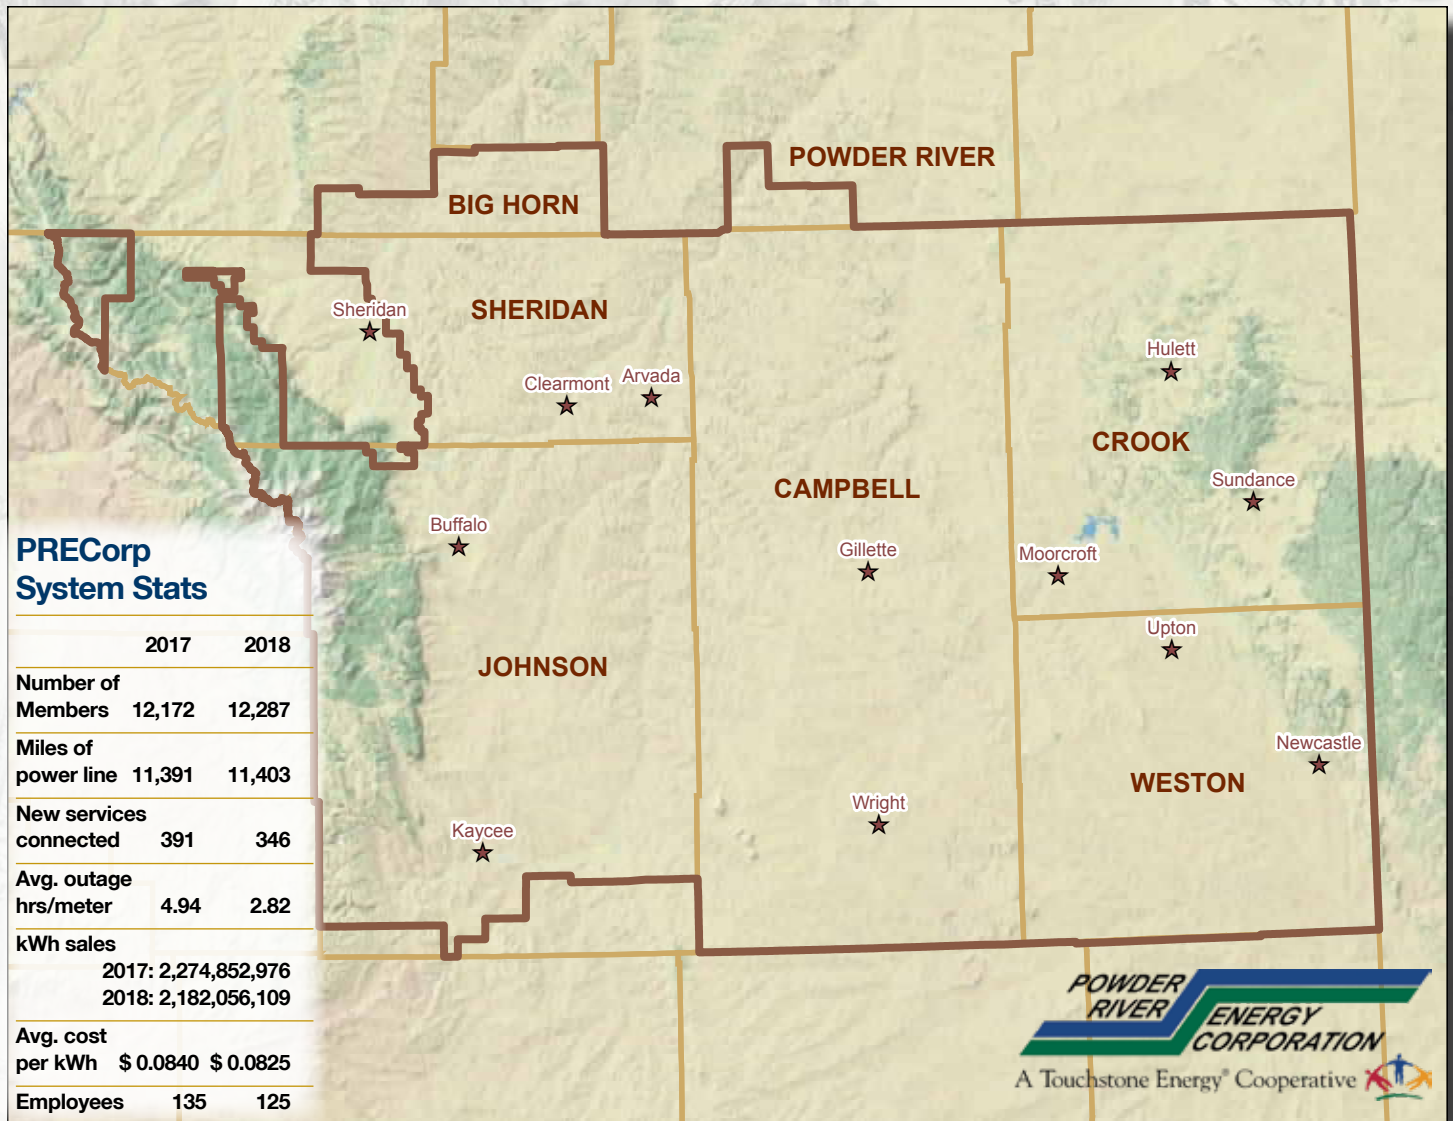 POWDER RIVER
BIG HORN
SHERIDAN
Sheridan
Clearmont
Arvada
Hulett
CROOK
Sundance
CAMPBELL
Buffalo
Gillette
Moorcroft
Upton
JOHNSON
Newcastle
WESTON
Wright
Kaycee
PRECorp
System Stats
2017 2018
Number of
Members 12,172 12,287
Miles of
power line 11,391 11,403
New services
connected 391 346
Avg. outage
hrs/meter 4.94 2.82
kWh sales
2017: 2,274,852,976
2018: 2,182,056,109
Avg. cost
per kWh $ 0.0840 $ 0.0825
Employees 135 125
POWDER
RIVER
ENERGY
CORPORATION
A Touchstone Energy® Cooperative